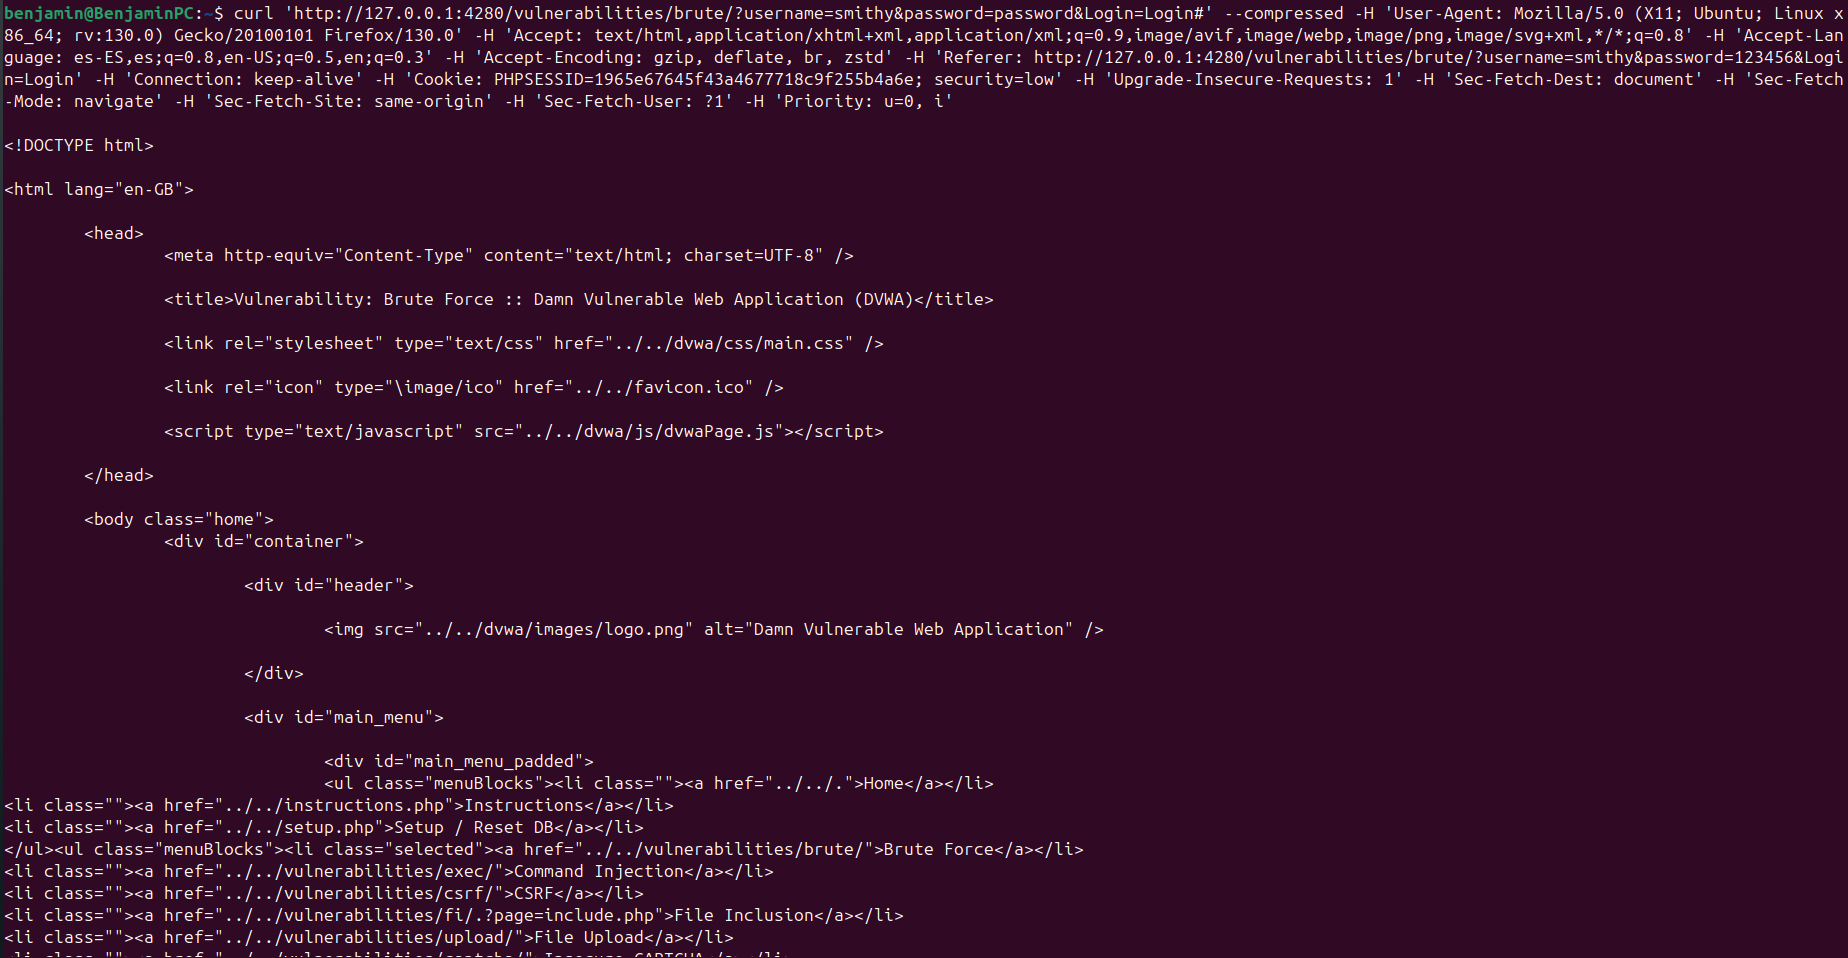 benjamin@BenjaminPC:~$ curl 'http://127.0.0.1:4280/vulnerabilities/brute/?username=smithy&password=password&Login=Login#' --compressed -H 'User-Agent: Mozilla/5.0 (X11; Ubuntu; Linux x
86_64; rv:130.0) Gecko/20100101 Firefox/130.0' -H 'Accept: text/html,application/xhtml+xml,application/xml;q=0.9,image/avif,image/webp,image/png,image/svg+xml,*/*;q=0.8' -H 'Accept-Lan
guage: es-ES,es;q=0.8,en-US;q=0.5,en;q=0.3' -H 'Accept-Encoding: gzip, deflate, br, zstd' -H 'Referer: http://127.0.0.1:4280/vulnerabilities/brute/?username=smithy&password=123456&Logi
n=Login' -H 'Connection: keep-alive' -H 'Cookie: PHPSESSID=1965e67645f43a4677718c9f255b4a6e; security=low' -H 'Upgrade-Insecure-Requests: 1' -H 'Sec-Fetch-Dest: document' -H 'Sec-Fetch
-Mode: navigate' -H 'Sec-Fetch-Site: same-origin' -H 'Sec-Fetch-User: ?1' -H 'Priority: u=0, i'
<!DOCTYPE html>
<html lang="en-GB">
<head>
<meta http-equiv="Content-Type" content="text/html; charset=UTF-8" />
<title>Vulnerability: Brute Force :: Damn Vulnerable Web Application (DVWA)</title>
<link rel="stylesheet" type="text/css" href="../../dvwa/css/main.css" />
<link rel="icon" type="\image/ico" href="../../favicon.ico" />
<script type="text/javascript" src="../../dvwa/js/dvwaPage.js"></script>
</head>
<body class="home">
<div id="container">
<div id="header">
<img src="../../dvwa/images/logo.png" alt="Damn Vulnerable Web Application" />
</div>
<div id="main_menu">
<div id="main_menu_padded">
<ul class="menuBlocks"><li class=""><a href="../../.">Home</a></li>
<li class=""><a href="../../instructions.php">Instructions</a></li>
<li class=""><a href="../../setup.php">Setup / Reset DB</a></li>
</ul><ul class="menuBlocks"><li class="selected"><a href="../../vulnerabilities/brute/">Brute Force</a></li>
<li class=""><a href="../../vulnerabilities/exec/">Command Injection</a></li>
<li class=""><a href="../../vulnerabilities/csrf/">CSRF</a></li>
<li class=""><a href="../../vulnerabilities/fi/.?page=include.php">File Inclusion</a></li>
<li class=""><a href="../../vulnerabilities/upload/">File Upload</a></li>